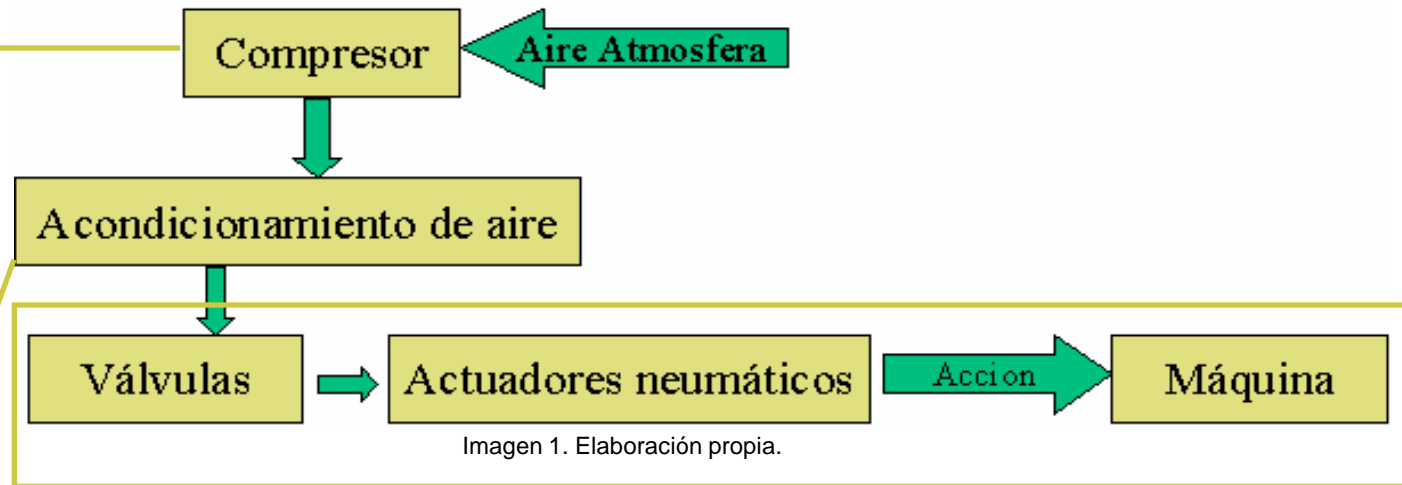 Compresor
Aire Atmosfera
Acondicionamiento de aire
Válvulas
Actuadores neumáticos
Accion
Máquina
Imagen 1. Elaboración propia.